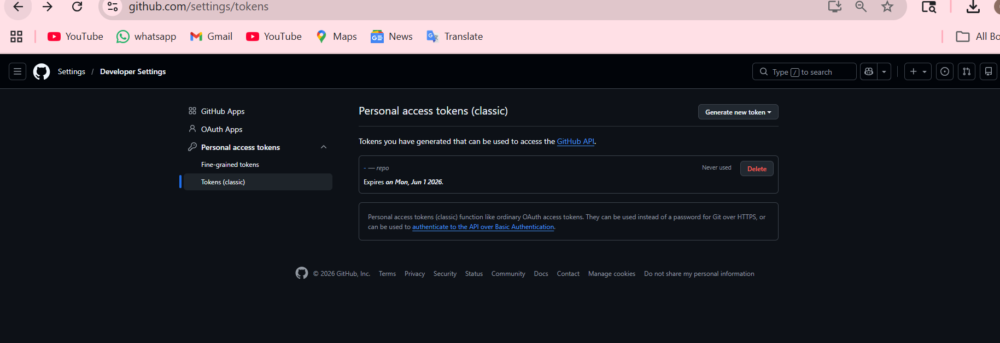 github.com/settings/tokens
YouTube whatsapp Gmail YouTube Maps News Translate All Bo
Settings / Developer Settings Type / to search
GitHub Apps
OAuth Apps
Personal access tokens
Fine-grained tokens
Tokens (classic)
Personal access tokens (classic) Generate new token
Tokens you have generated that can be used to access the GitHub API.
- — repo Never used Delete
Expires on Mon, Jun 1 2026.
Personal access tokens (classic) function like ordinary OAuth access tokens. They can be used instead of a password for Git over HTTPS, or
can be used to authenticate to the API over Basic Authentication.
© 2026 GitHub, Inc. Terms Privacy Security Status Community Docs Contact Manage cookies Do not share my personal information